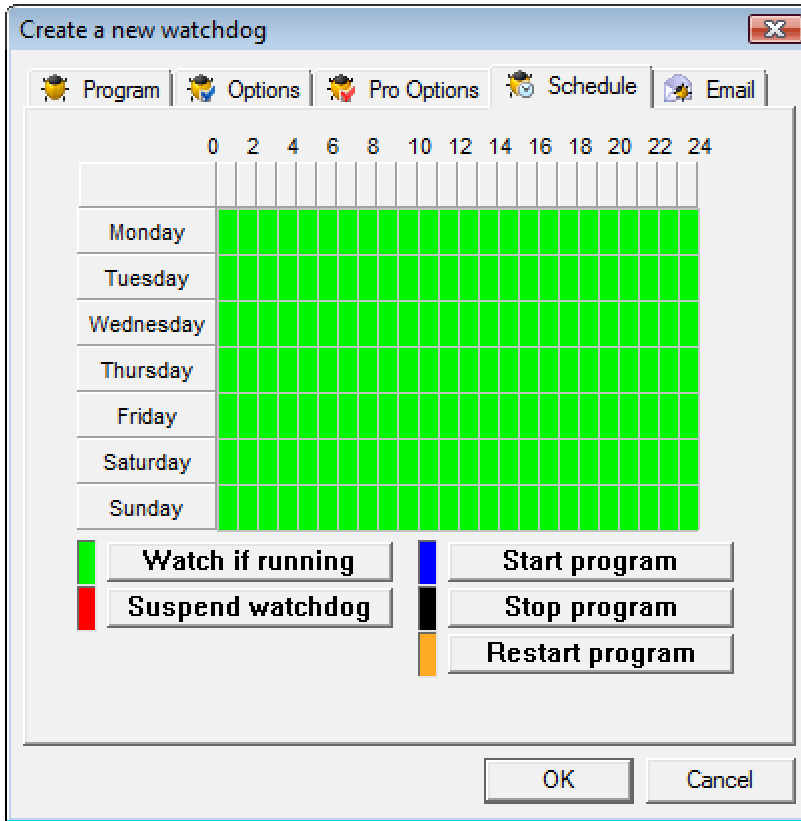 Create a new watchdog
Program Options Pro Options Schedule Email
0 2 4 6 8 10 12 14 16 18 20 22 24
Monday
Tuesday
Wednesday
Thursday
Friday
Saturday
Sunday
Watch if running Start program
Suspend watchdog Stop program
Restart program
OK Cancel